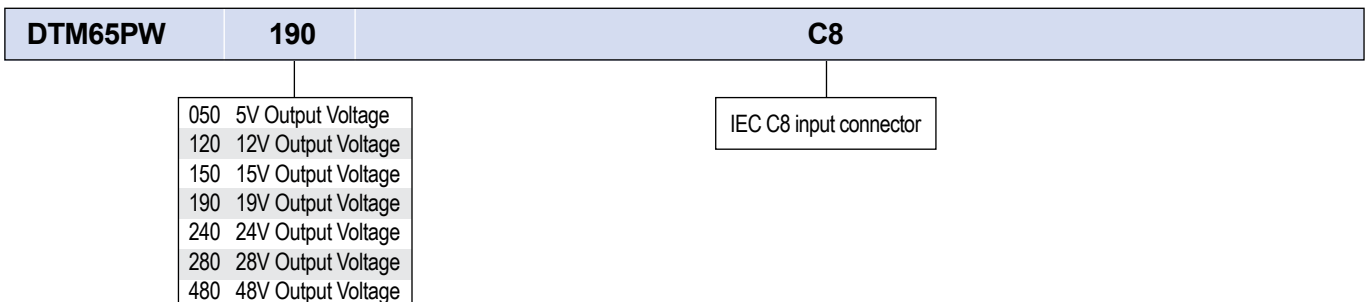 DTM65PW 190 C8
050 5V Output Voltage
120 12V Output Voltage
150 15V Output Voltage
190 19V Output Voltage
240 24V Output Voltage
280 28V Output Voltage
480 48V Output Voltage
IEC C8 input connector